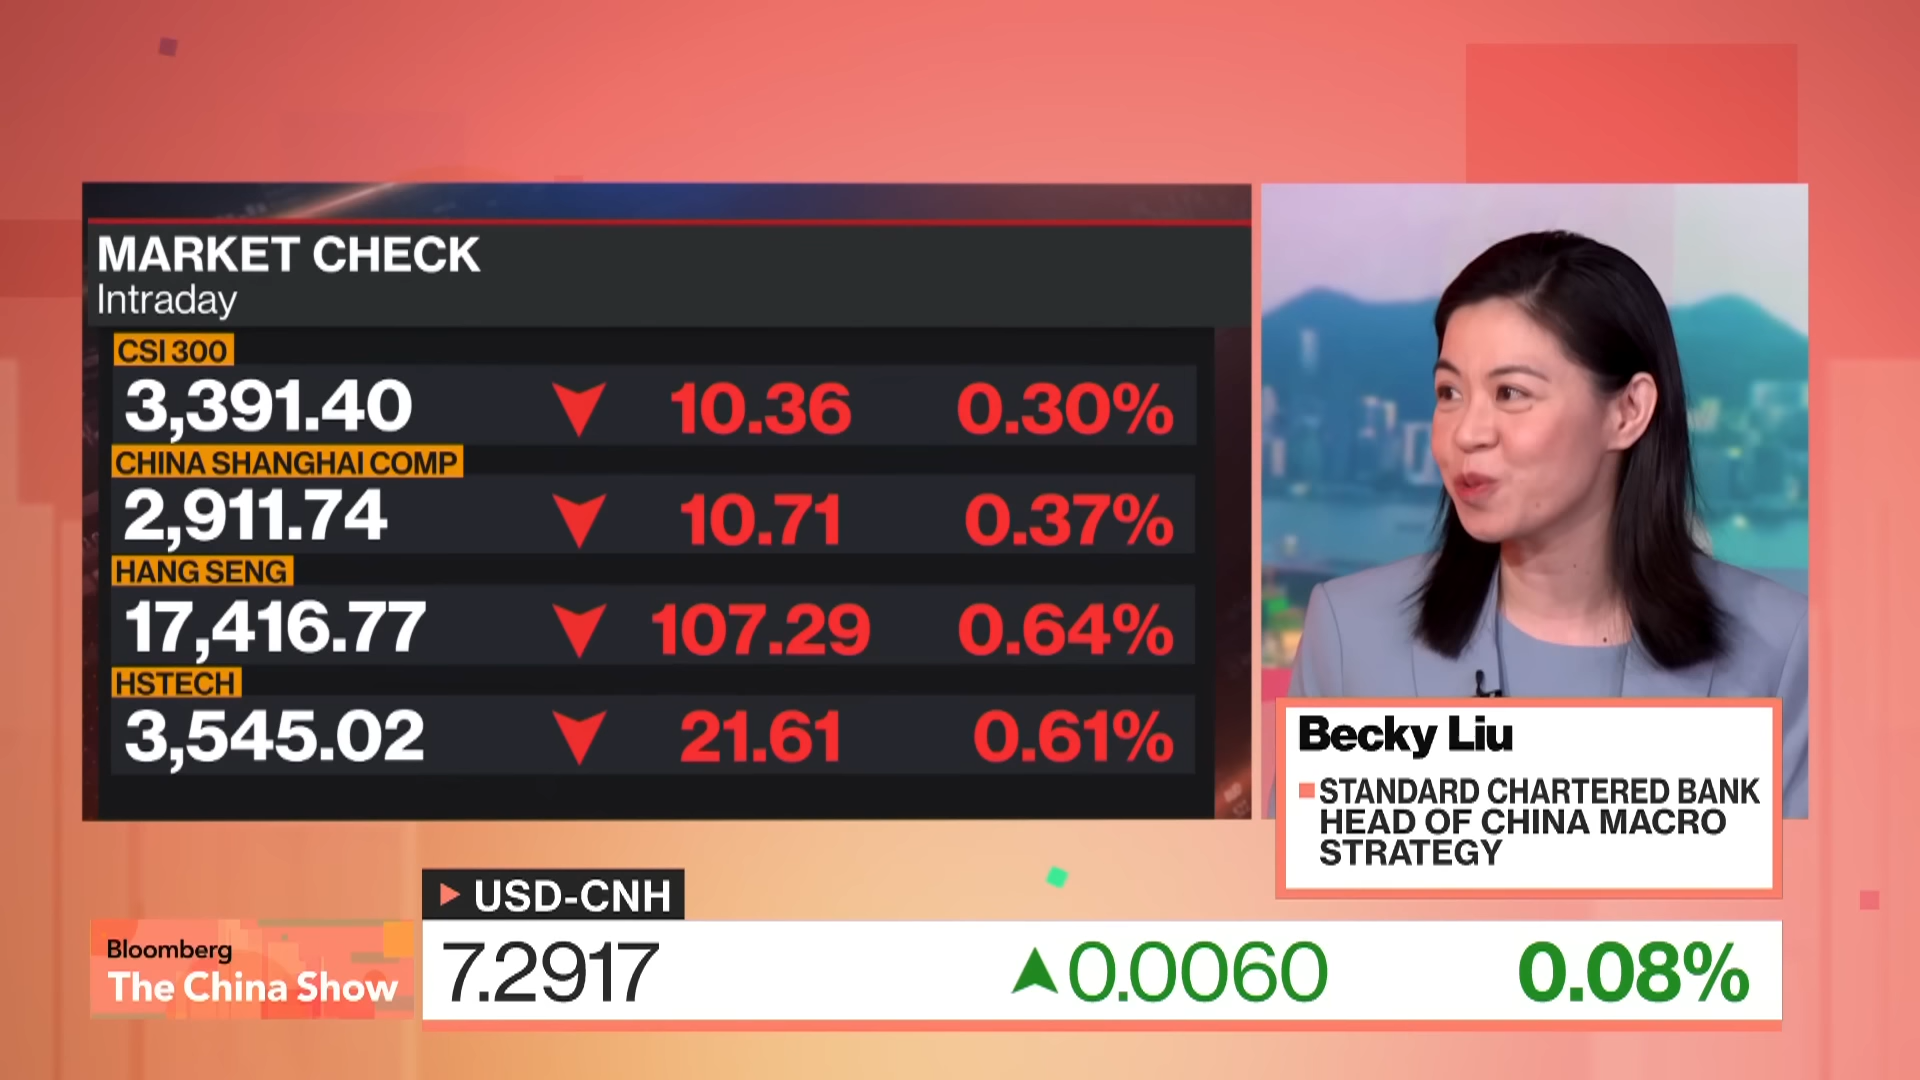 MARKET CHECK
Intraday
CSI 300
3,391.40 10.36 0.30%
CHINA SHANGHAI COMP
2,911.74 10.71 0.37%
HANG SENG
17,416.77 107.29 0.64%
HSTECH
3,545.02 21.61 0.61%
Becky Liu
STANDARD CHARTERED BANK
HEAD OF CHINA MACRO
STRATEGY
USD-CNH
7.2917 0.0060 0.08%
Bloomberg
The China Show